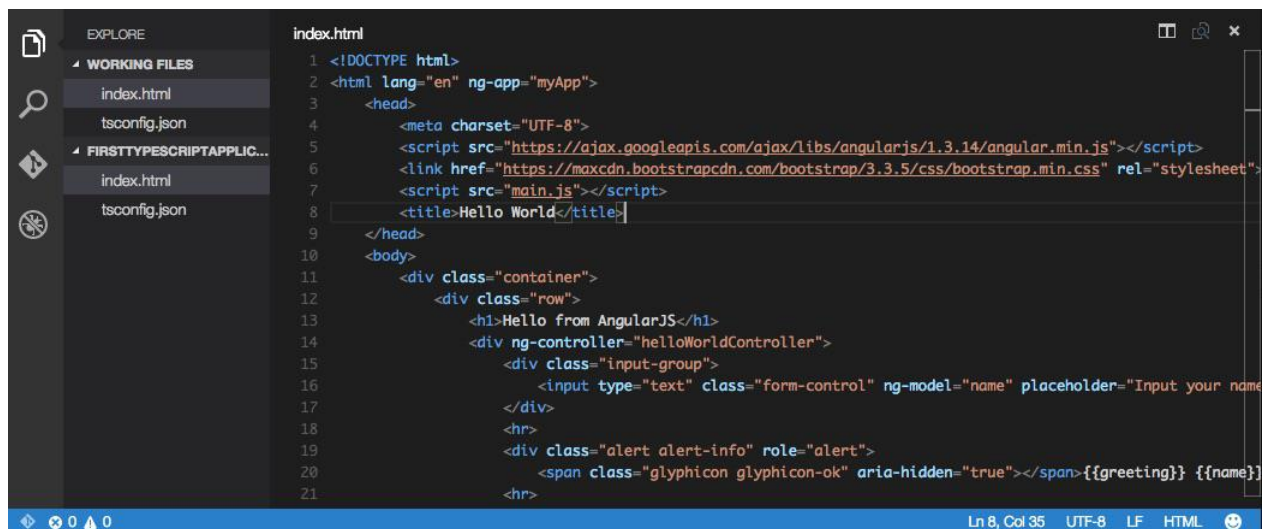 EXPLORE
WORKING FILES
index.html
tsconfig.json
FIRSTTYPESCRIPTAPPLIC...
index.html
tsconfig.json
index.html
1 <!DOCTYPE html>
2 <html lang="en" ng-app="myApp">
3 <head>
4 <meta charset="UTF-8">
5 <script src="https://ajax.googleapis.com/ajax/libs/angularjs/1.3.14/angular.min.js"></script>
6 <link href="https://maxcdn.bootstrapcdn.com/bootstrap/3.3.5/css/bootstrap.min.css" rel="stylesheet">
7 <script src="main.js"></script>
8 <title>Hello World</title>
9 </head>
10 <body>
11 <div class="container">
12 <div class="row">
13 <h1>Hello from AngularJS</h1>
14 <div ng-controller="helloWorldController">
15 <div class="input-group">
16 <input type="text" class="form-control" ng-model="name" placeholder="Input your name
17 </div>
18 <hr>
19 <div class="alert alert-info" role="alert">
20 <span class="glyphicon glyphicon-ok" aria-hidden="true"></span>{{greeting}} {{name}}
21 <hr>
0 0
Ln 8, Col 35 UTF-8 LF HTML